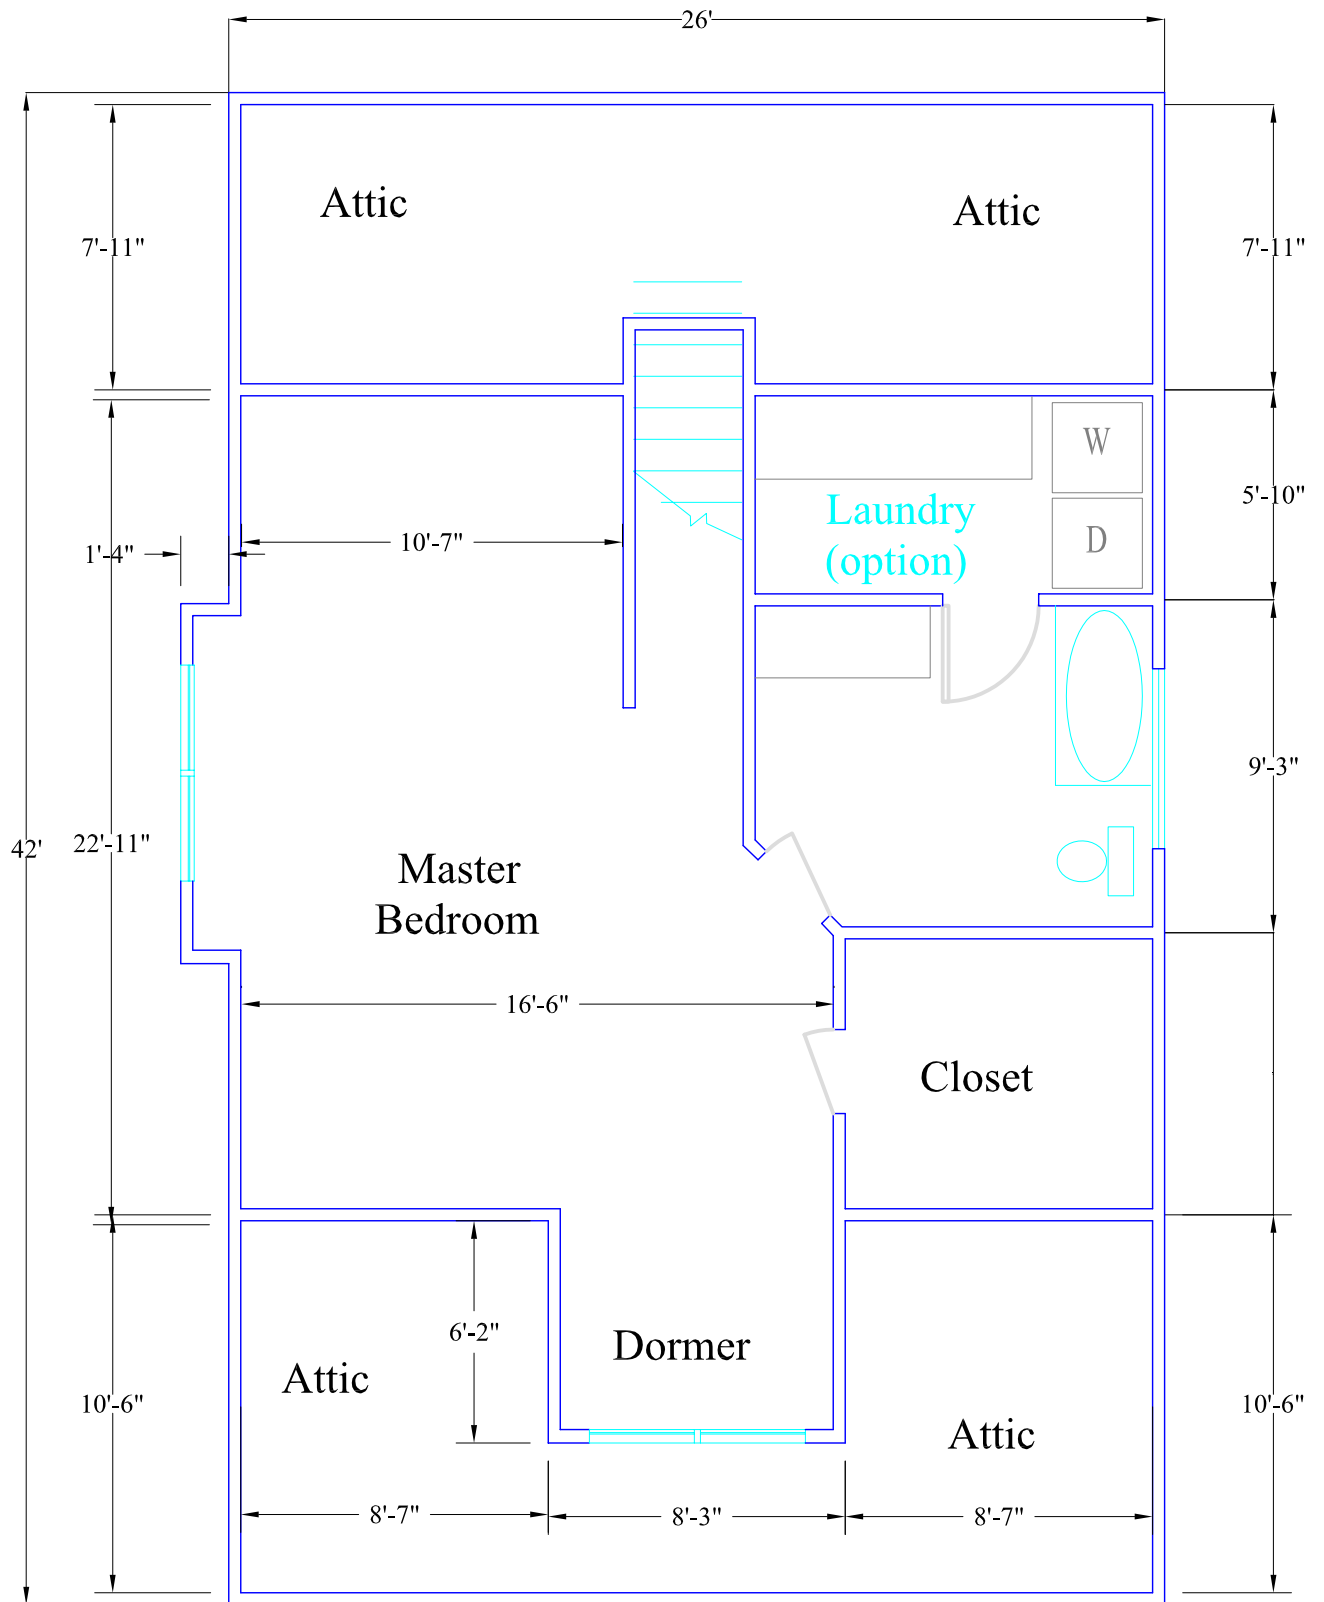 26'
Attic
Attic
7'-11"
7'-11"
W
5'-10"
Laundry
(option)
D
10'-7"
1'-4"
9'-3"
42'
22'-11"
Master
Bedroom
16'-6"
Closet
6'-2"
Dormer
Attic
10'-6"
10'-6"
Attic
8'-7"
8'-3"
8'-7"